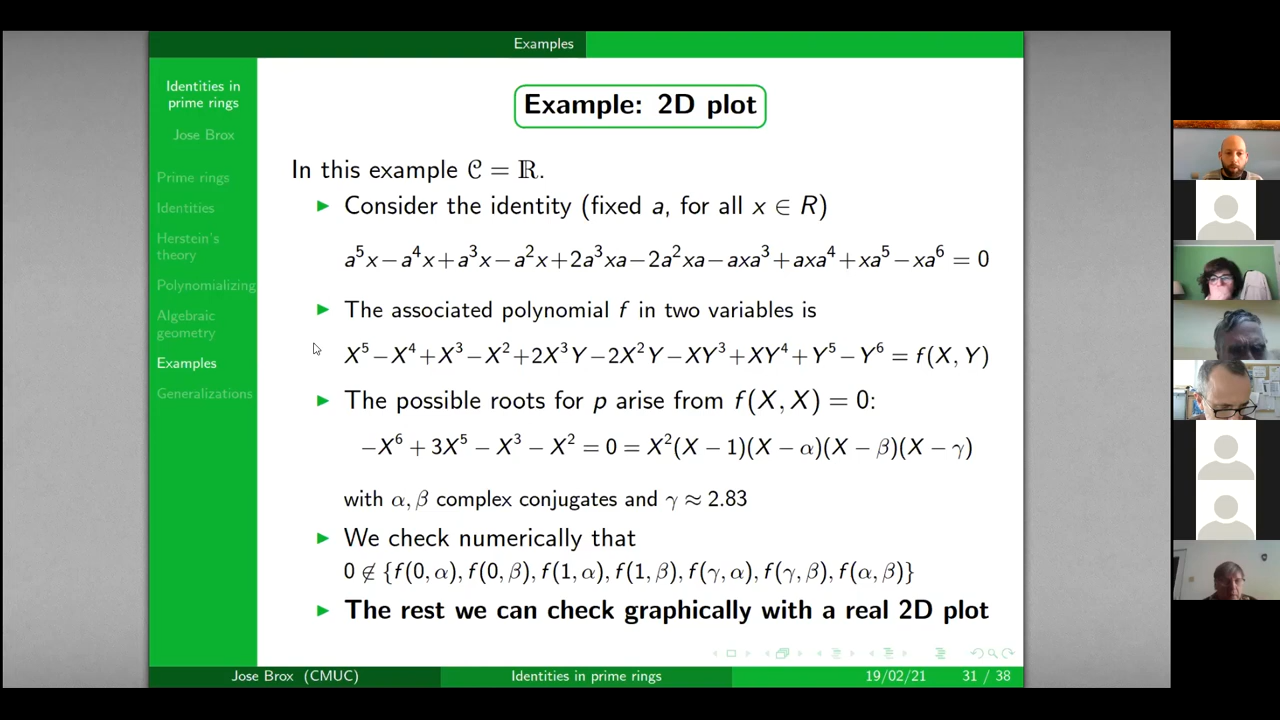 Examples
Identities in
prime rings
Jose Brox
Prime rings
Identities
Herstein's
theory
Polynomializing
Algebraic
geometry
Examples
Generalizations
Example: 2D plot
In this example 𝒞 = ℝ.
▶ Consider the identity (fixed a, for all x ∈ R)
a⁵x − a⁴x + a³x − a²x + 2a³xa − 2a²xa − axa³ + axa⁴ + xa⁵ − xa⁶ = 0
▶ The associated polynomial f in two variables is
X⁵ − X⁴ + X³ − X² + 2X³Y − 2X²Y − XY³ + XY⁴ + Y⁵ − Y⁶ = f(X, Y)
▶ The possible roots for p arise from f(X, X) = 0:
−X⁶ + 3X⁵ − X³ − X² = 0 = X²(X − 1)(X − α)(X − β)(X − γ)
with α, β complex conjugates and γ ≈ 2.83
▶ We check numerically that
0 ∉ {f(0, α), f(0, β), f(1, α), f(1, β), f(γ, α), f(γ, β), f(α, β)}
▶ The rest we can check graphically with a real 2D plot
Jose Brox (CMUC) Identities in prime rings 19/02/21 31 / 38